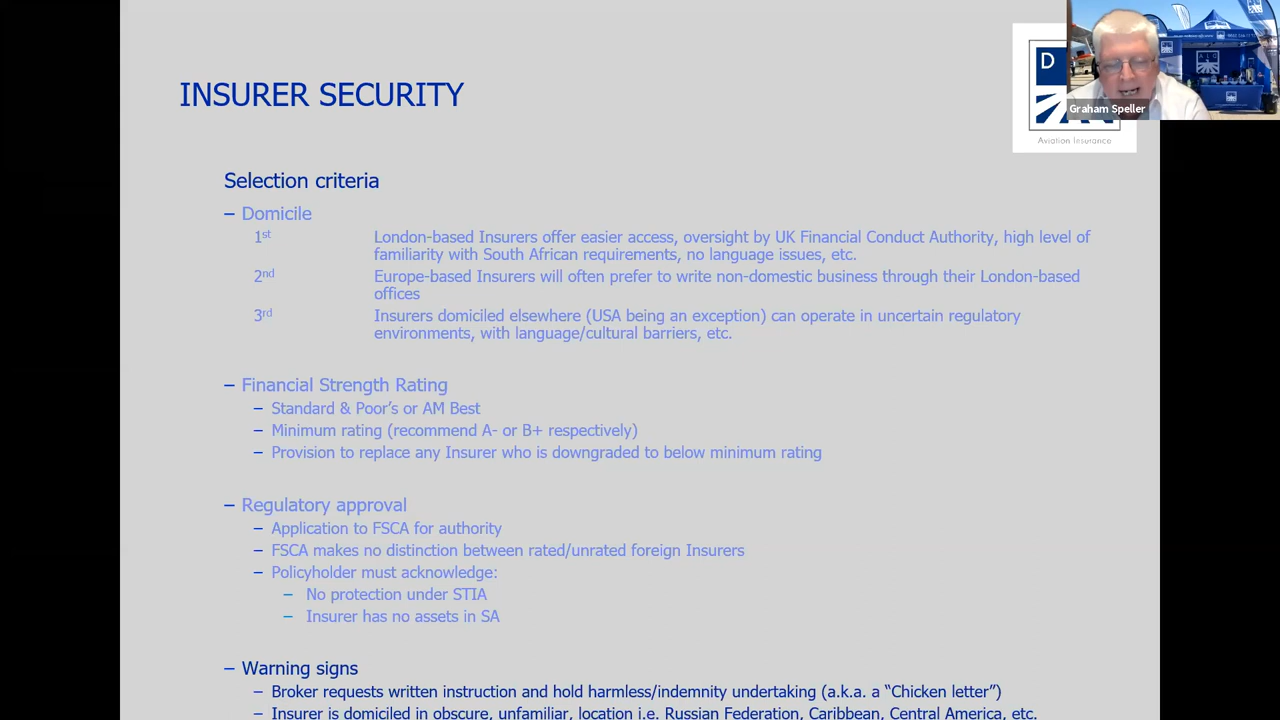 INSURER SECURITY
D
Aviation Insurance
Graham Speller
Selection criteria
– Domicile
1st London-based Insurers offer easier access, oversight by UK Financial Conduct Authority, high level of
familiarity with South African requirements, no language issues, etc.
2nd Europe-based Insurers will often prefer to write non-domestic business through their London-based
offices
3rd Insurers domiciled elsewhere (USA being an exception) can operate in uncertain regulatory
environments, with language/cultural barriers, etc.
– Financial Strength Rating
– Standard & Poor's or AM Best
– Minimum rating (recommend A- or B+ respectively)
– Provision to replace any Insurer who is downgraded to below minimum rating
– Regulatory approval
– Application to FSCA for authority
– FSCA makes no distinction between rated/unrated foreign Insurers
– Policyholder must acknowledge:
– No protection under STIA
– Insurer has no assets in SA
– Warning signs
– Broker requests written instruction and hold harmless/indemnity undertaking (a.k.a. a “Chicken letter”)
– Insurer is domiciled in obscure, unfamiliar, location i.e. Russian Federation, Caribbean, Central America, etc.